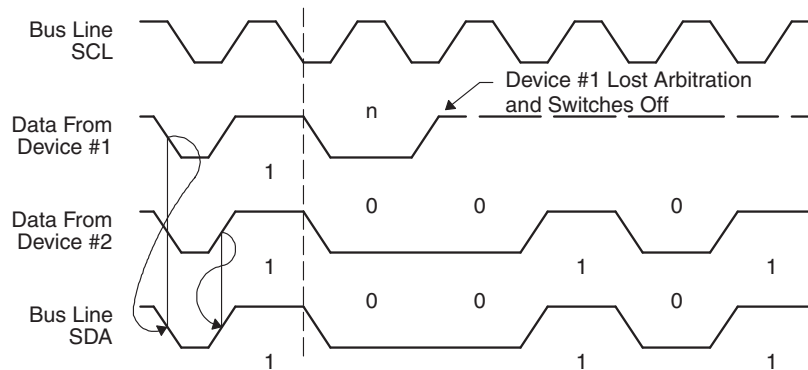 Bus Line
SCL
Device #1 Lost Arbitration
and Switches Off
n
Data From
Device #1
1
0 0 0
Data From
Device #2
1 1 1
0 0 0
Bus Line
SDA
1 1 1